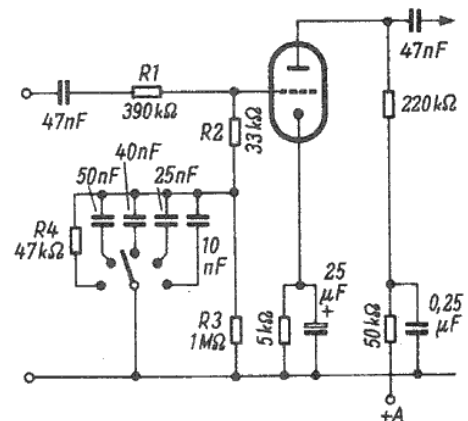 47nF
R1
390kΩ
47nF
220kΩ
R2
33kΩ
40nF
50nF
25nF
R4
47kΩ
10
nF
R3
1MΩ
5kΩ
25
µF
+
50kΩ
0,25
µF
+A